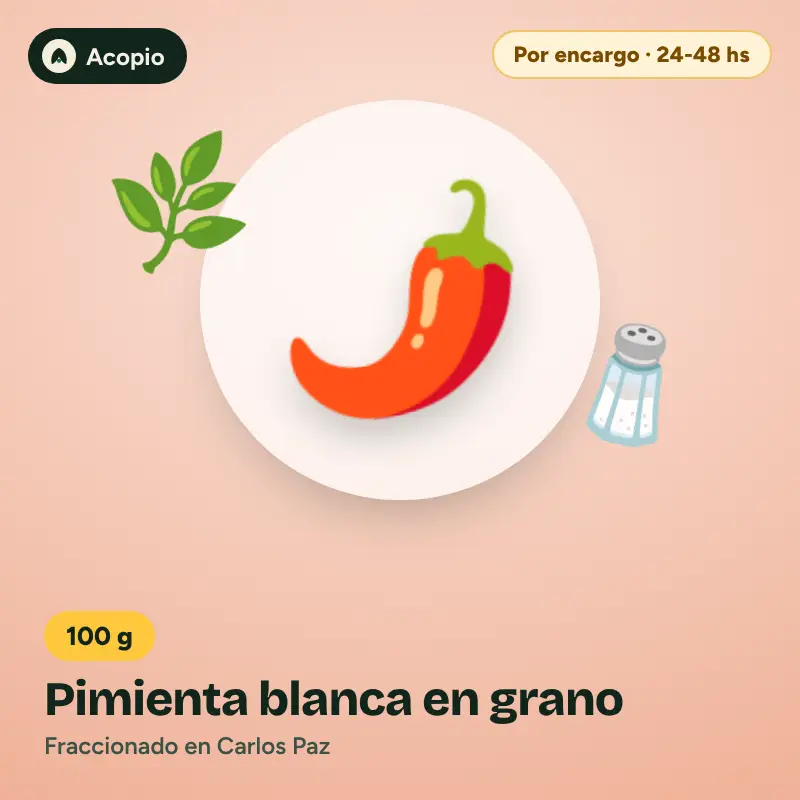 Acopio
Por encargo · 24-48 hs
100 g
Pimienta blanca en grano
Fraccionado en Carlos Paz